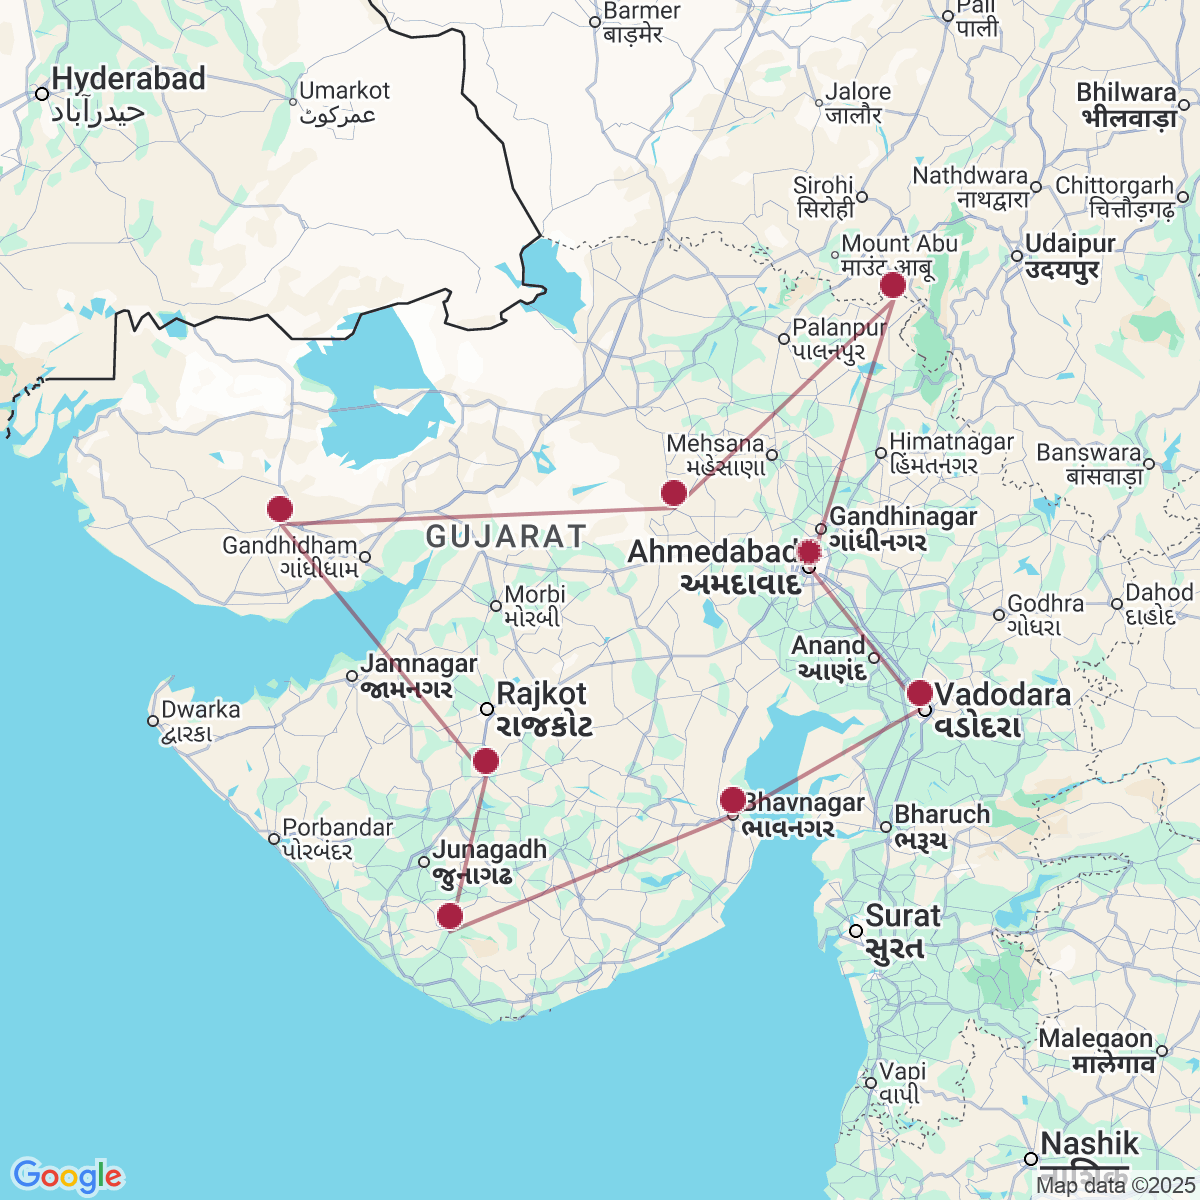 Barmer
बाड़मेर
Pali
पाली
Hyderabad
حيدرآباد
Umarkot
عمرکوٹ
Jalore
जालौर
Bhilwara
भीलवाड़ा
Sirohi
सिरोही
Nathdwara
नाथद्वारा
Chittorgarh
चित्तौड़गढ़
Mount Abu
माउंट आबू
Udaipur
उदयपुर
Palanpur
પાલનપુર
Mehsana
મહેસાણા
Himatnagar
હિંમતનગર
Banswara
बांसवाड़ा
GUJARAT
Gandhidham
ગાંધીધામ
Gandhinagar
ગાંધીનગર
Ahmedabad
અમદાવાદ
Morbi
મોરબી
Godhra
ગોધરા
Dahod
દાહોદ
Anand
આણંદ
Jamnagar
જામનગર
Rajkot
રાજકોટ
Dwarka
દ્વારકા
Vadodara
વડોદરા
Bhavnagar
ભાવનગર
Bharuch
ભરૂચ
Porbandar
પોરબંદર
Junagadh
જુનાગઢ
Surat
સુરત
Malegaon
मालेगाव
Vapi
વાપી
Nashik
Google
Map data ©2025